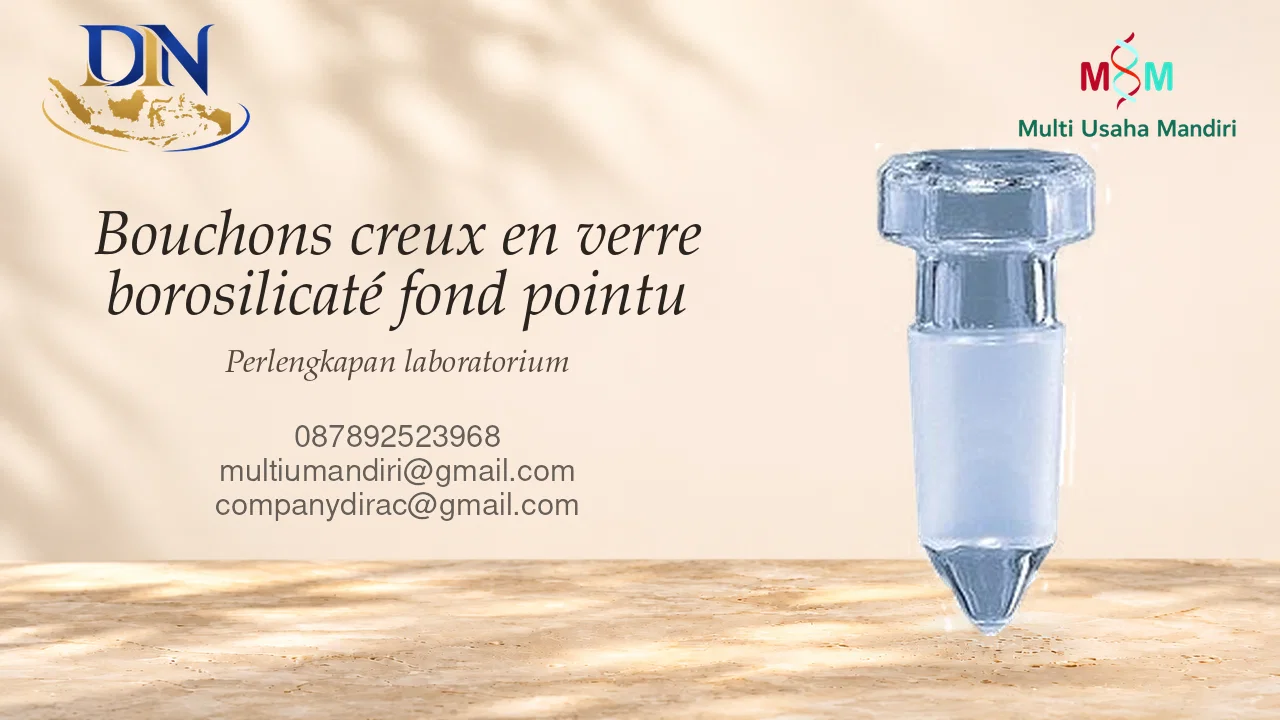 DIN
M M
Multi Usaha Mandiri
Bouchons creux en verre
borosilicaté fond pointu
Perlengkapan laboratorium
087892523968
multiumandiri@gmail.com
companydirac@gmail.com